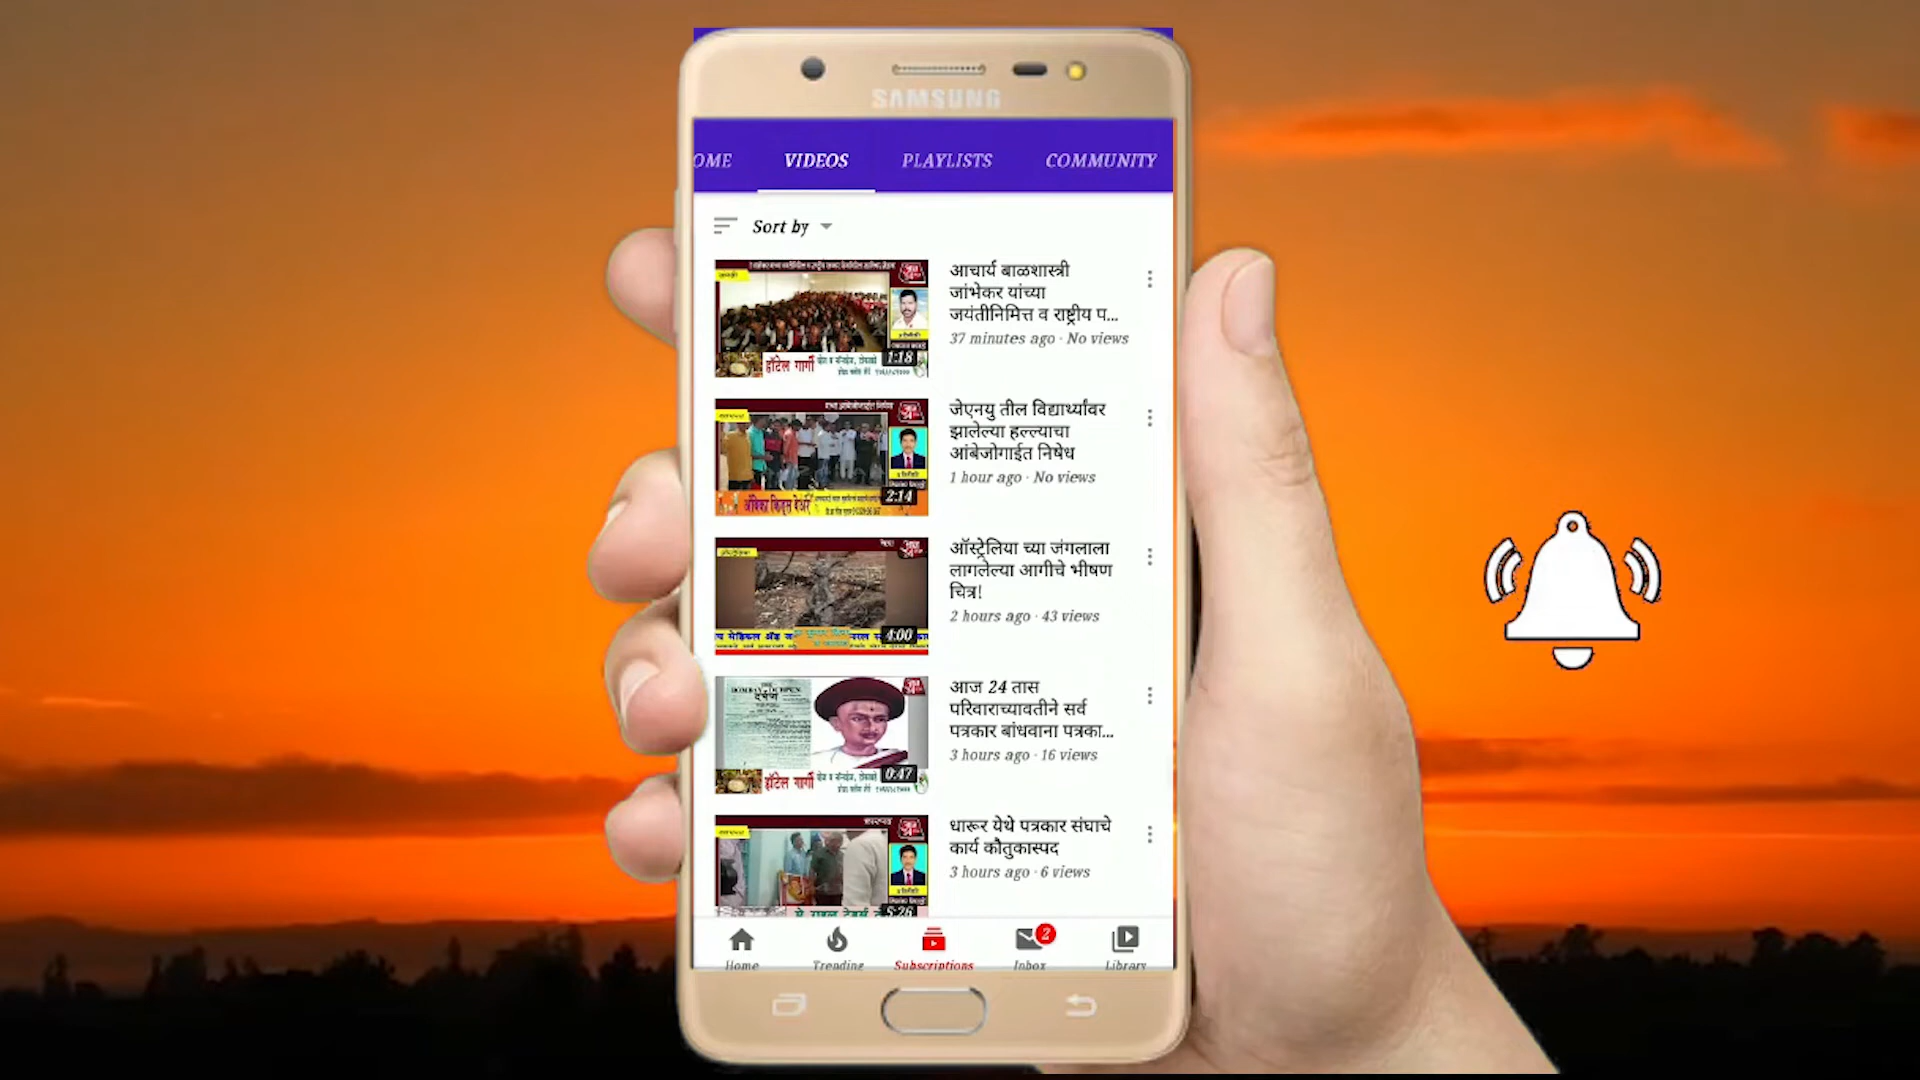 SAMSUNG
OME VIDEOS PLAYLISTS COMMUNITY
Sort by
आचार्य बाळशास्त्री
जांभेकर यांच्या
जयंतीनिमित्त व राष्ट्रीय प...
37 minutes ago · No views
हॉटेल गार्गी
1:18
जेएनयु तील विद्यार्थ्यांवर
झालेल्या हल्ल्याचा
आंबेजोगाईत निषेध
1 hour ago · No views
2:14
ऑस्ट्रेलिया च्या जंगलाला
लागलेल्या आगीचे भीषण
चित्र!
2 hours ago · 43 views
4:00
आज 24 तास
परिवाराच्यावतीने सर्व
पत्रकार बांधवाना पत्रका...
3 hours ago · 16 views
हॉटेल गार्गी
0:47
धारूर येथे पत्रकार संघाचे
कार्य कौतुकास्पद
3 hours ago · 6 views
5:26
2
Home Trending Subscriptions Inbox Library